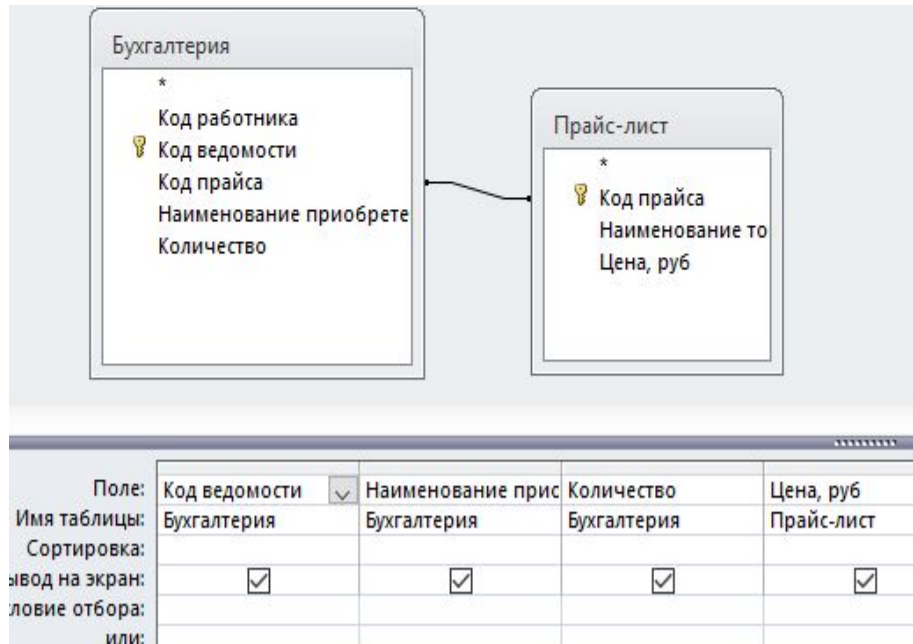 Бухгалтерия
*
Код работника
Код ведомости
Код прайса
Наименование приобрете
Количество
Прайс-лист
*
Код прайса
Наименование то
Цена, руб
Поле: Код ведомости Наименование приос Количество Цена, руб
Имя таблицы: Бухгалтерия Бухгалтерия Бухгалтерия Прайс-лист
Сортировка:
ывод на экран:
ловие отбора:
или: